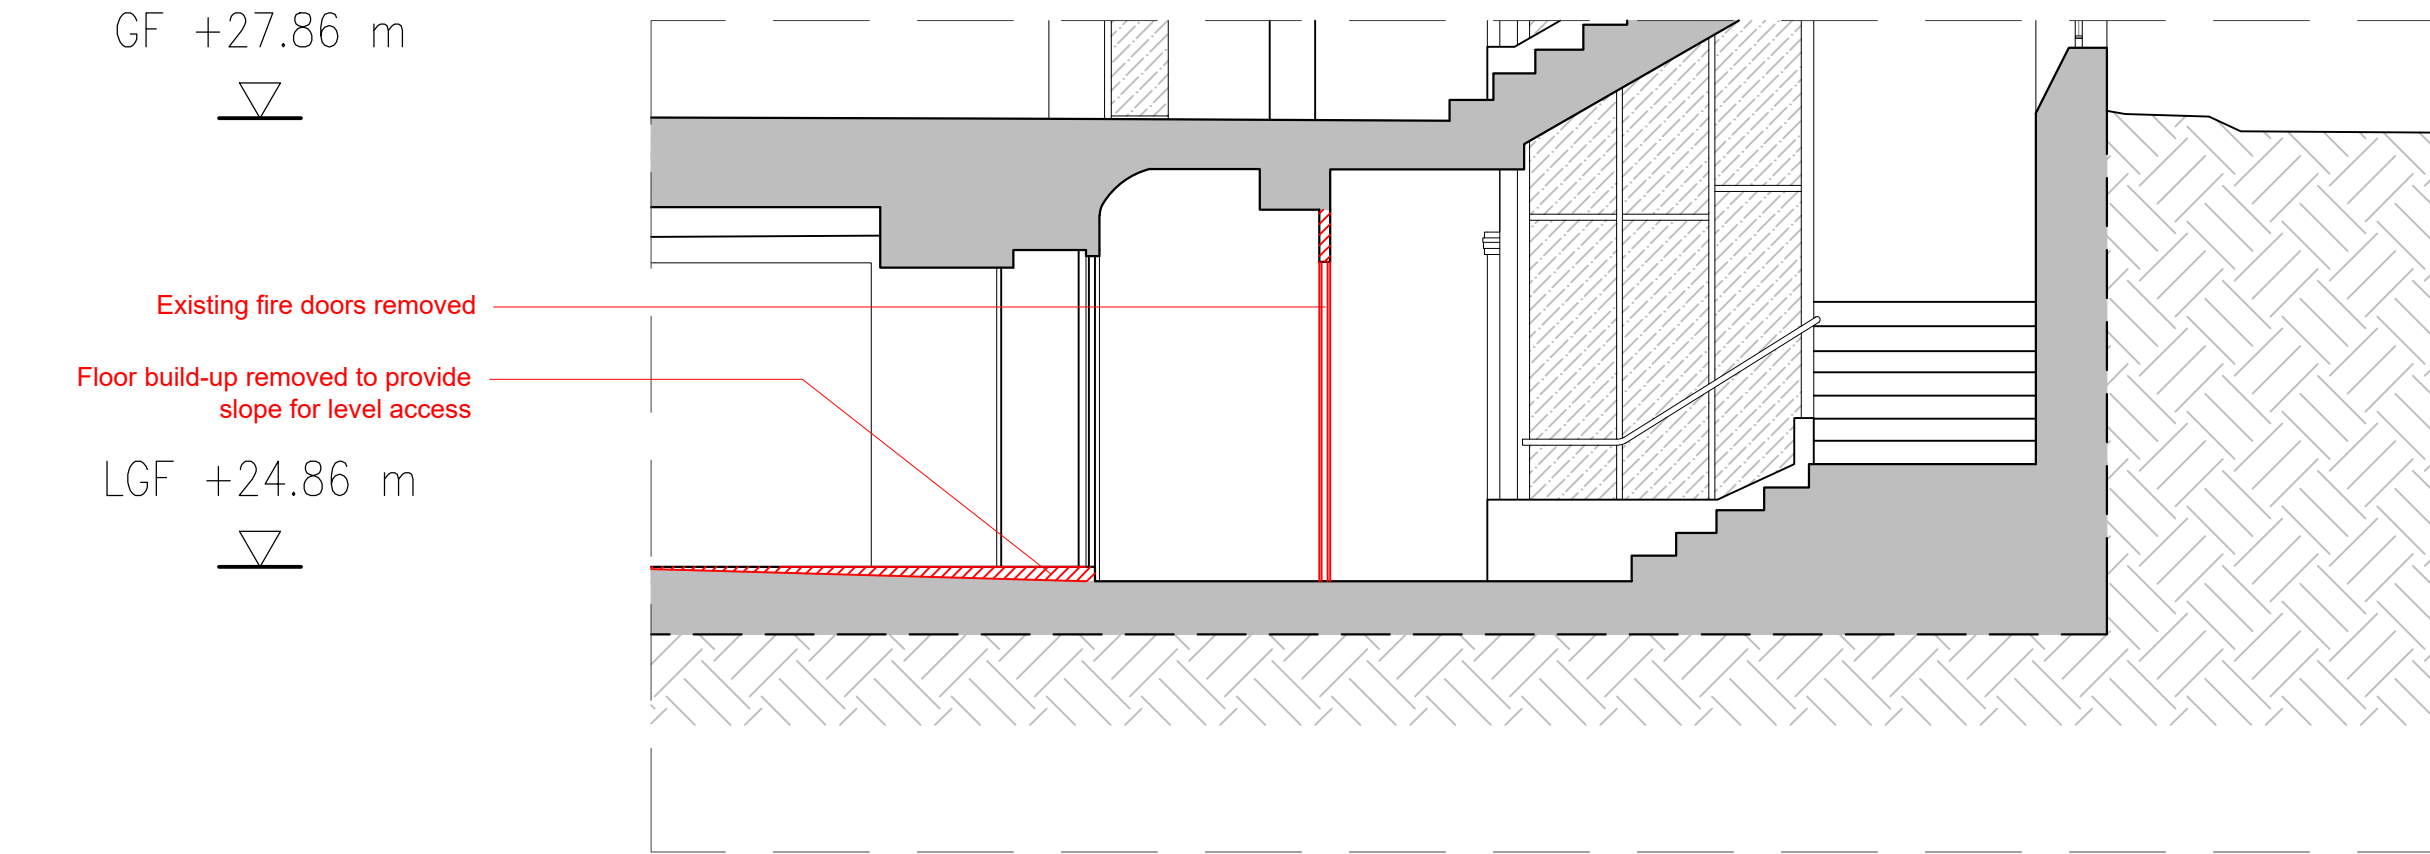 GF +27.86 m
Existing fire doors removed
Floor build-up removed to provide
slope for level access
LGF +24.86 m